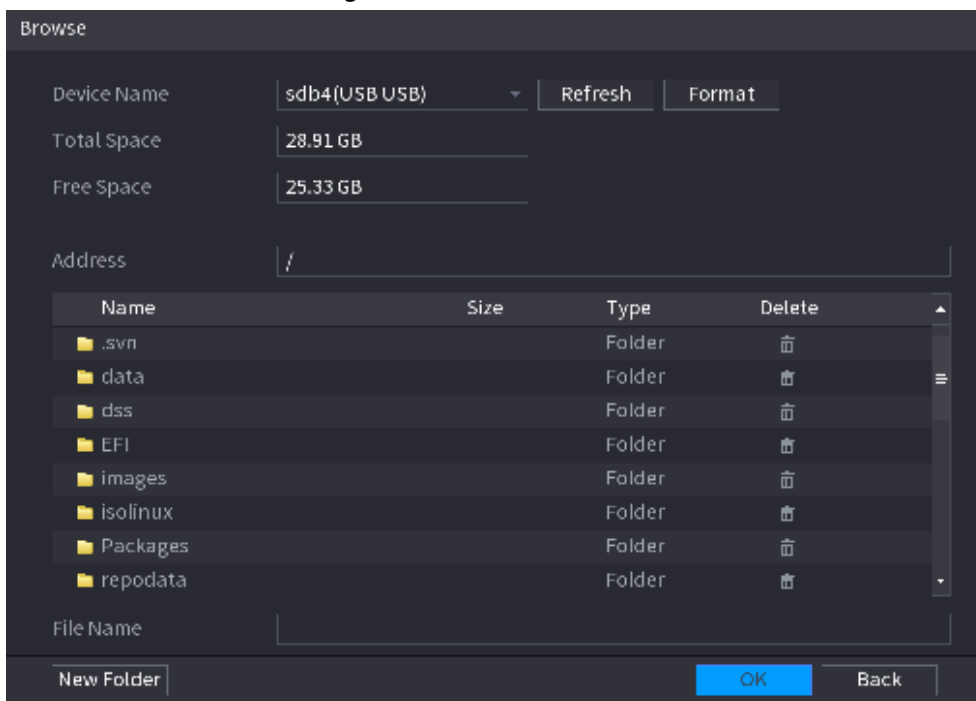 Browse
Device Name sdb4(USB USB) Refresh Format
Total Space 28.91 GB
Free Space 25.33 GB
Address /
Name Size Type Delete
.svn Folder
data Folder
dss Folder
EFI Folder
images Folder
isolinux Folder
Packages Folder
repodata Folder
File Name
New Folder OK Back